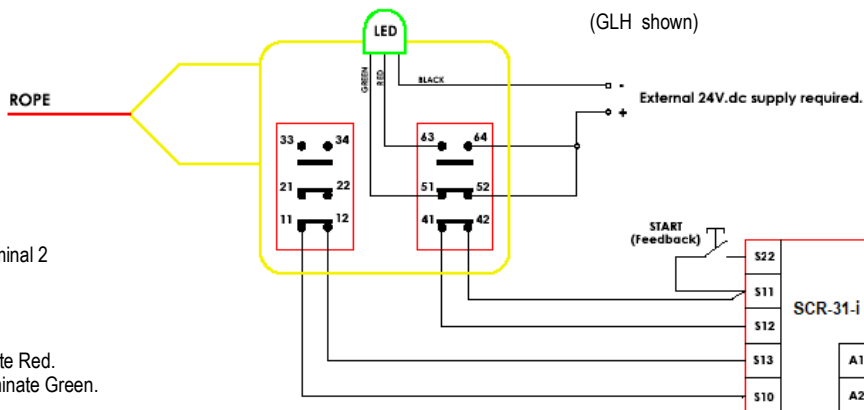 (GLH shown)
LED
GREEN
RED
BLACK
-
External 24V.dc supply required.
+
ROPE
33 34
63 64
21 22
51 52
11 12
41 42
START
(Feedback)
minal 2
S22
S11
SCR-31-i
S12
te Red.
S13
A1
ninate Green.
S10
A2